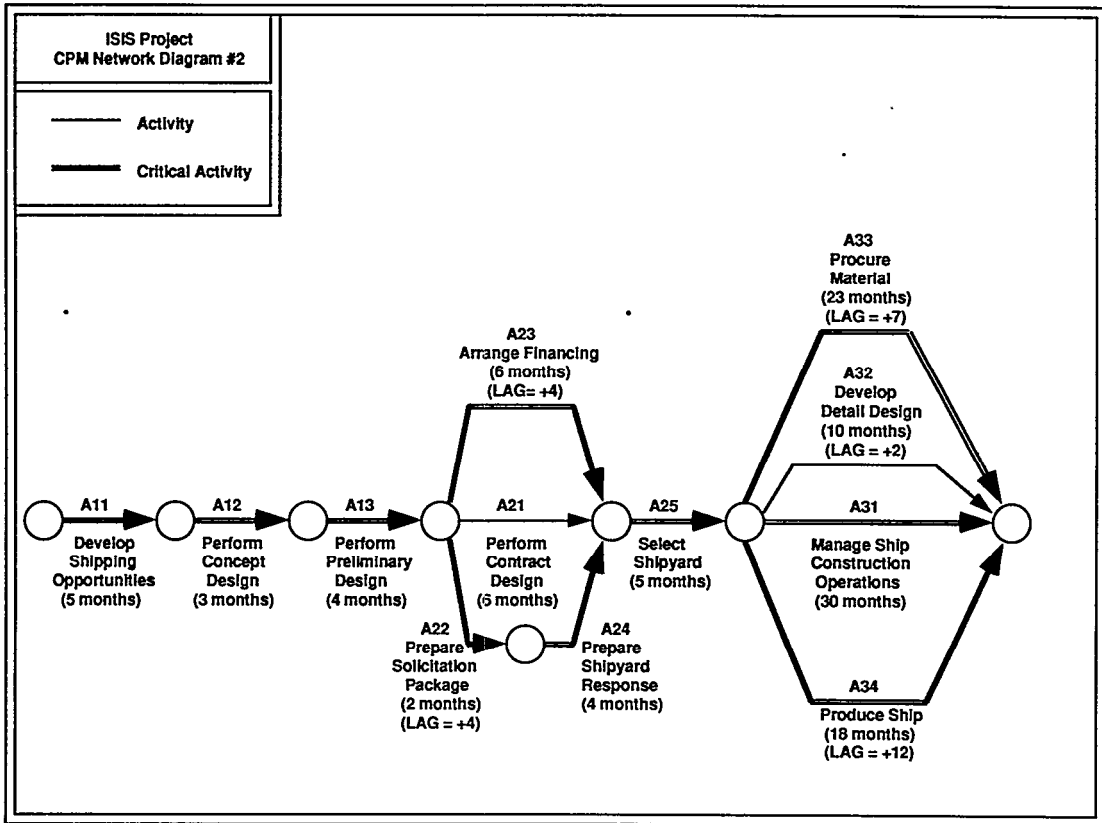 ISIS Project
CPM Network Diagram #2
Activity
Critical Activity
A33
Procure
Material
(23 months)
(LAG = +7)
A23
Arrange Financing
(6 months)
(LAG= +4)
A32
Develop
Detail Design
(10 months)
(LAG = +2)
A11
Develop
Shipping
Opportunities
(5 months)
A12
Perform
Concept
Design
(3 months)
A13
Perform
Preliminary
Design
(4 months)
A21
Perform
Contract
Design
(6 months)
A25
Select
Shipyard
(5 months)
A31
Manage Ship
Construction
Operations
(30 months)
A22
Prepare
Solicitation
Package
(2 months)
(LAG = +4)
A24
Prepare
Shipyard
Response
(4 months)
A34
Produce Ship
(18 months)
(LAG = +12)